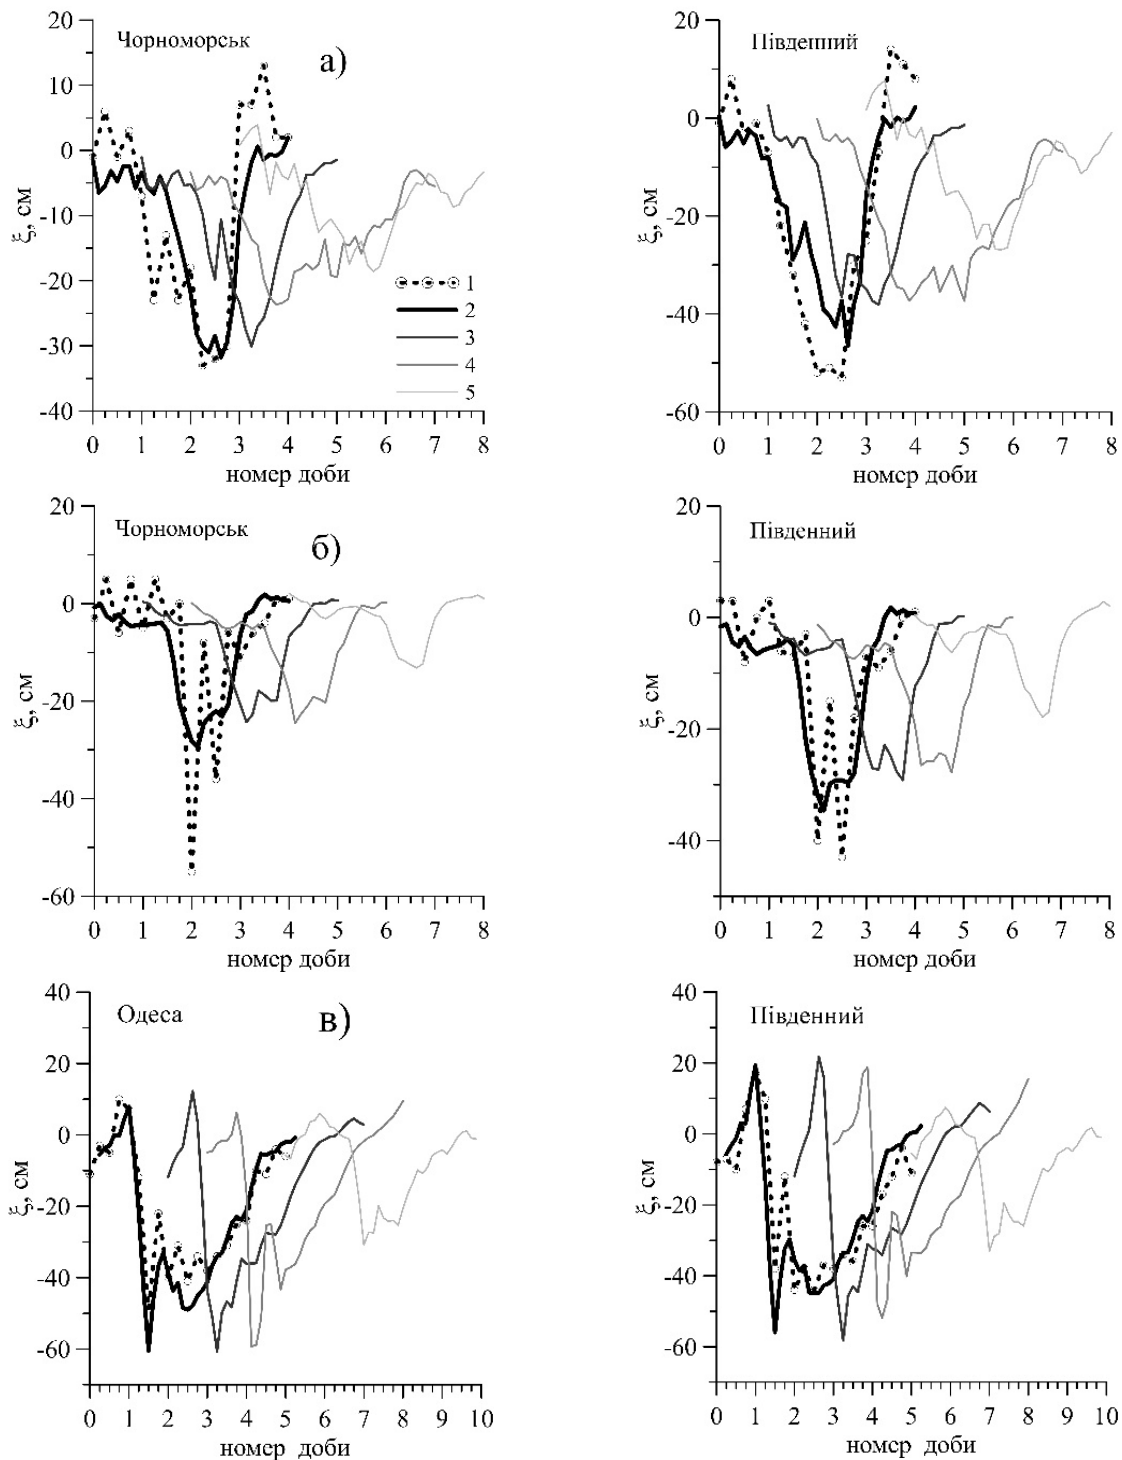 20
10
0
-10
-20
-30
-40
ξ, см
Чорноморськ
а)
1
2
3
4
5
0 1 2 3 4 5 6 7 8
номер доби
20
0
-20
-40
-60
ξ, см
Південний
0 1 2 3 4 5 6 7 8
номер доби
20
0
-20
-40
-60
ξ, см
Чорноморськ
б)
0 1 2 3 4 5 6 7 8
номер доби
20
0
-20
-40
ξ, см
Південний
0 1 2 3 4 5 6 7 8
номер доби
40
20
0
-20
-40
-60
ξ, см
Одеса
в)
0 1 2 3 4 5 6 7 8 9 10
номер доби
40
20
0
-20
-40
-60
ξ, см
Південний
0 1 2 3 4 5 6 7 8 9 10
номер доби